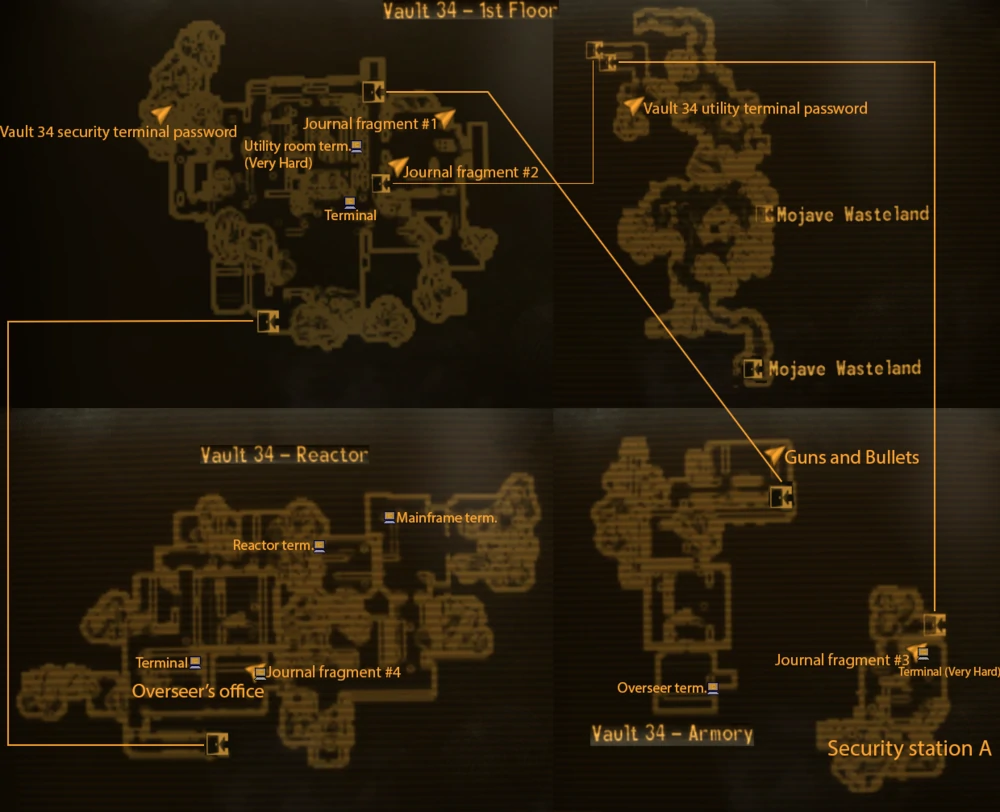 Vault 34 - 1st Floor
Vault 34 security terminal password
Journal fragment #1
Utility room term.
(Very Hard)
Journal fragment #2
Terminal
Vault 34 utility terminal password
Mojave Wasteland
Mojave Wasteland
Vault 34 - Reactor
Mainframe term.
Reactor term.
Terminal
Journal fragment #4
Overseer's office
Guns and Bullets
Overseer term.
Vault 34 - Armory
Journal fragment #3
Terminal (Very Hard)
Security station A